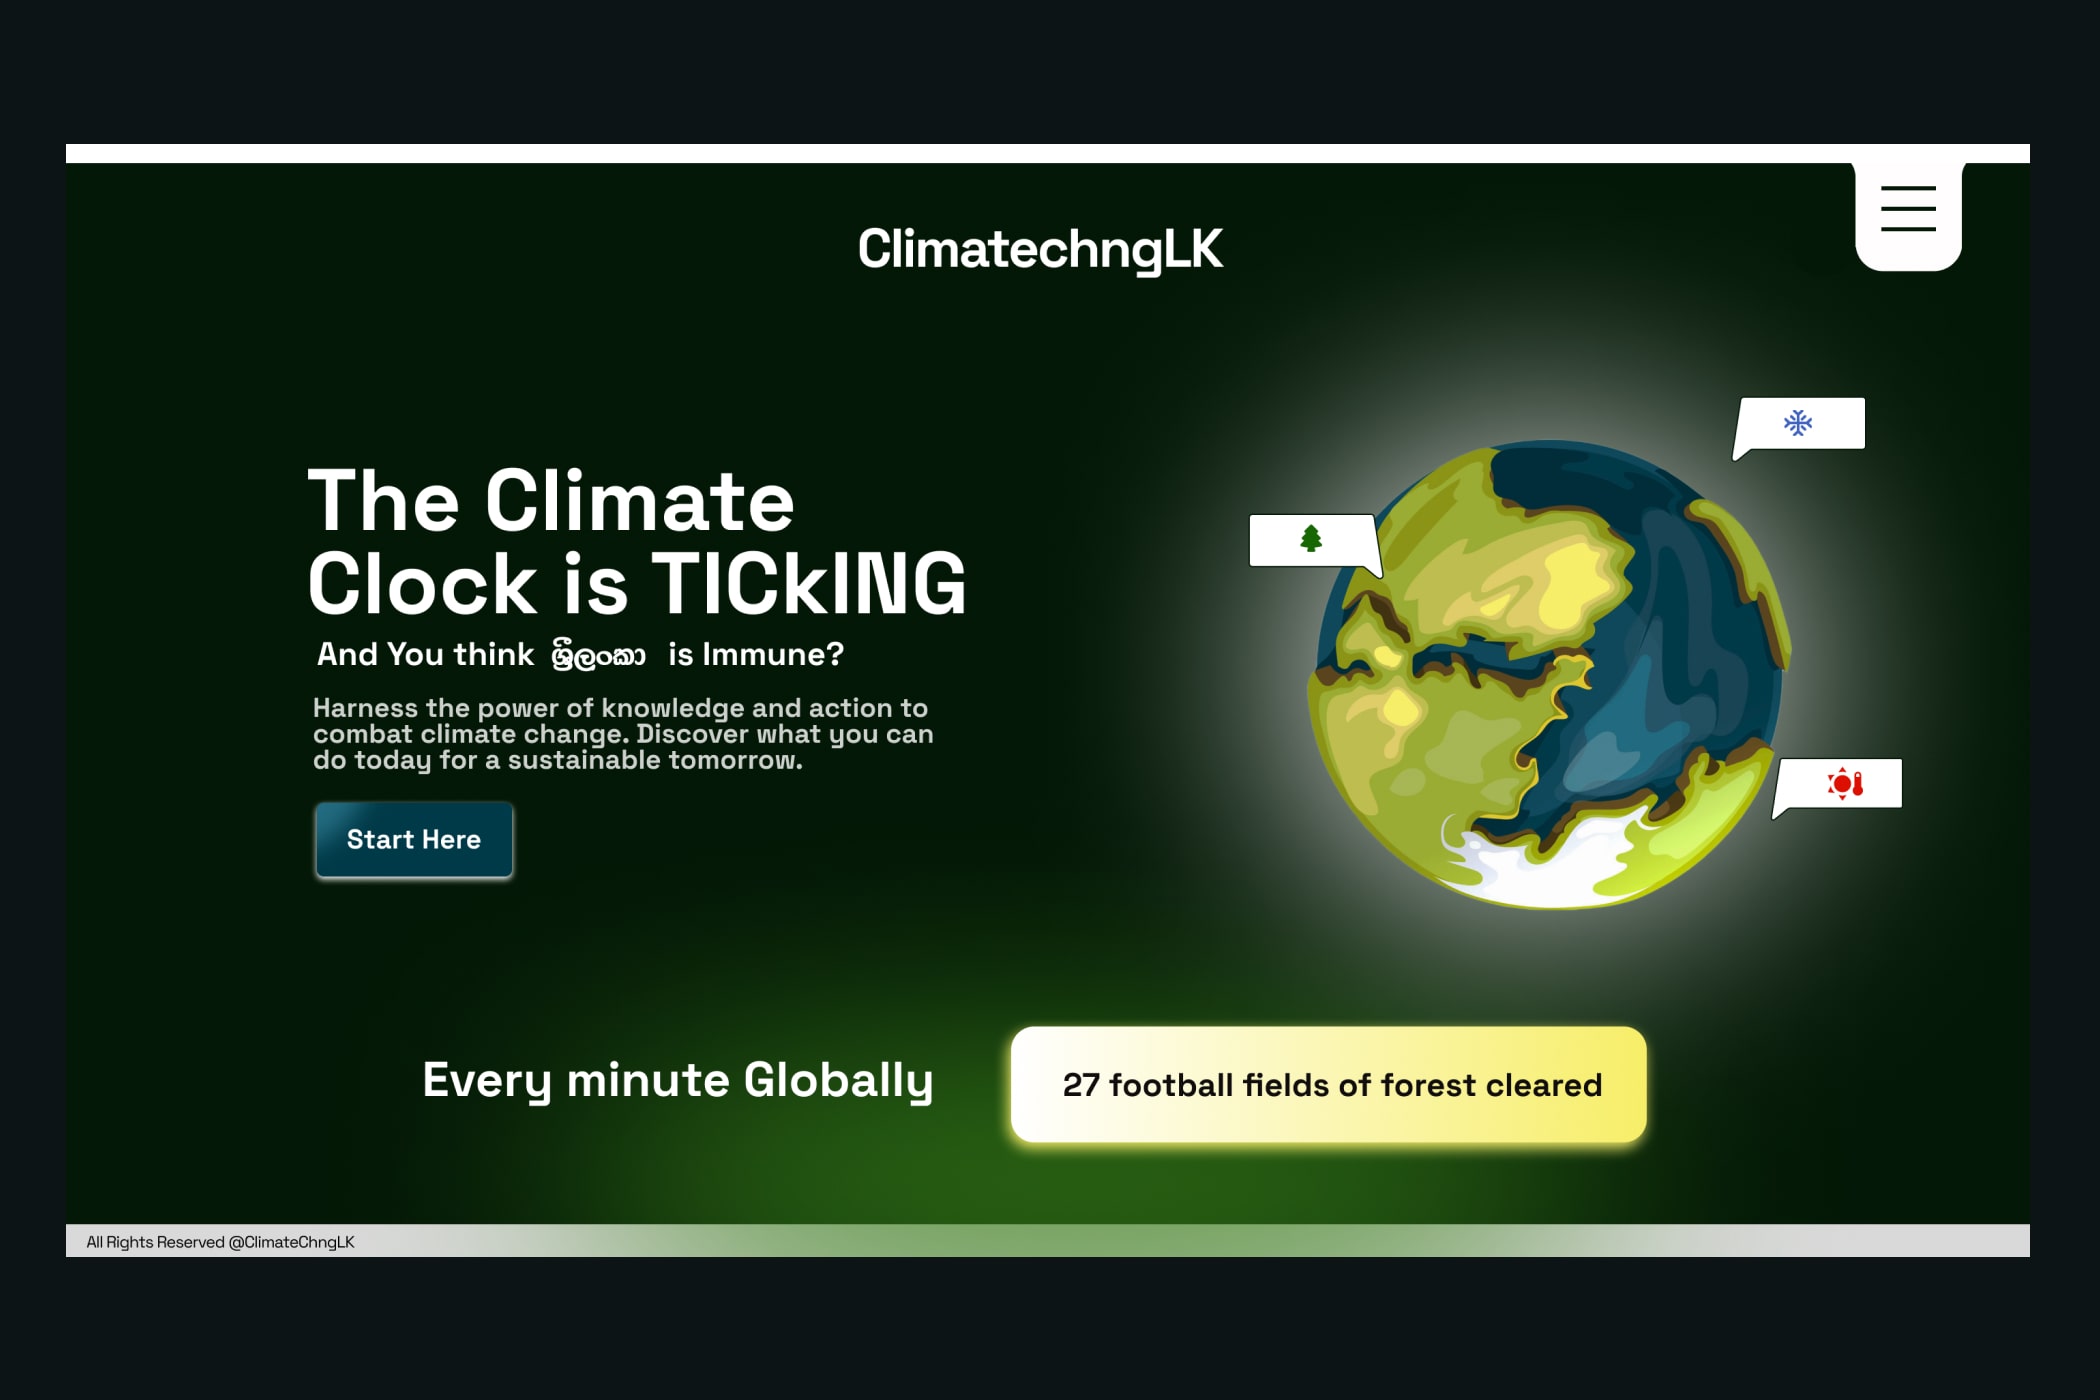 ClimatechngLK
The Climate
Clock is TICkING
And You think ශ්‍රීලංකා is Immune?
Harness the power of knowledge and action to
combat climate change. Discover what you can
do today for a sustainable tomorrow.
Start Here
Every minute Globally
27 football fields of forest cleared
All Rights Reserved @ClimateChngLK